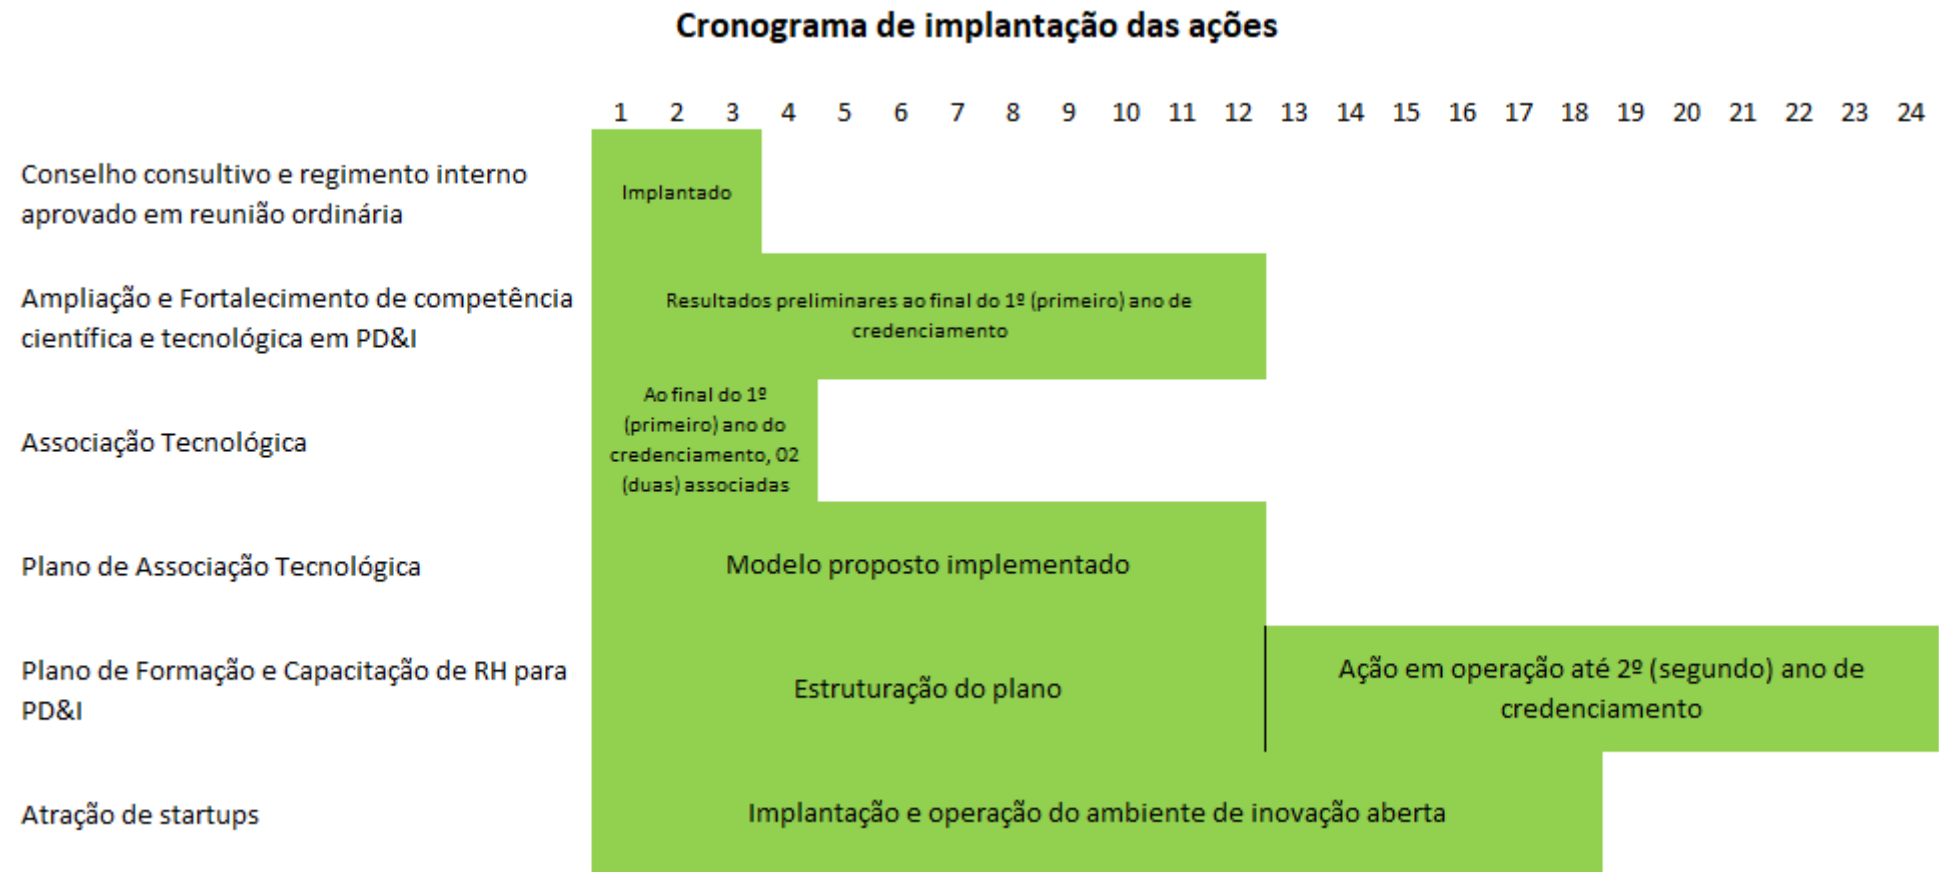 Cronograma de implantação das ações
1 2 3 4 5 6 7 8 9 10 11 12 13 14 15 16 17 18 19 20 21 22 23 24
Conselho consultivo e regimento interno
aprovado em reunião ordinária
Implantado
Ampliação e Fortalecimento de competência
científica e tecnológica em PD&I
Resultados preliminares ao final do 1º (primeiro) ano de
credenciamento
Associação Tecnológica
Ao final do 1º
(primeiro) ano do
credenciamento, 02
(duas) associadas
Plano de Associação Tecnológica
Modelo proposto implementado
Plano de Formação e Capacitação de RH para
PD&I
Estruturação do plano
Ação em operação até 2º (segundo) ano de
credenciamento
Atração de startups
Implantação e operação do ambiente de inovação aberta